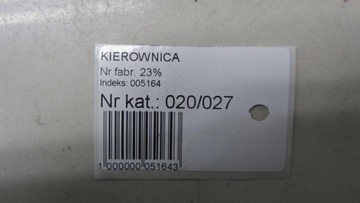 KIEROWNICA
Nr fabr. 23%
Indeks: 005164
Nr kat.: 020/027
1 000000 051643